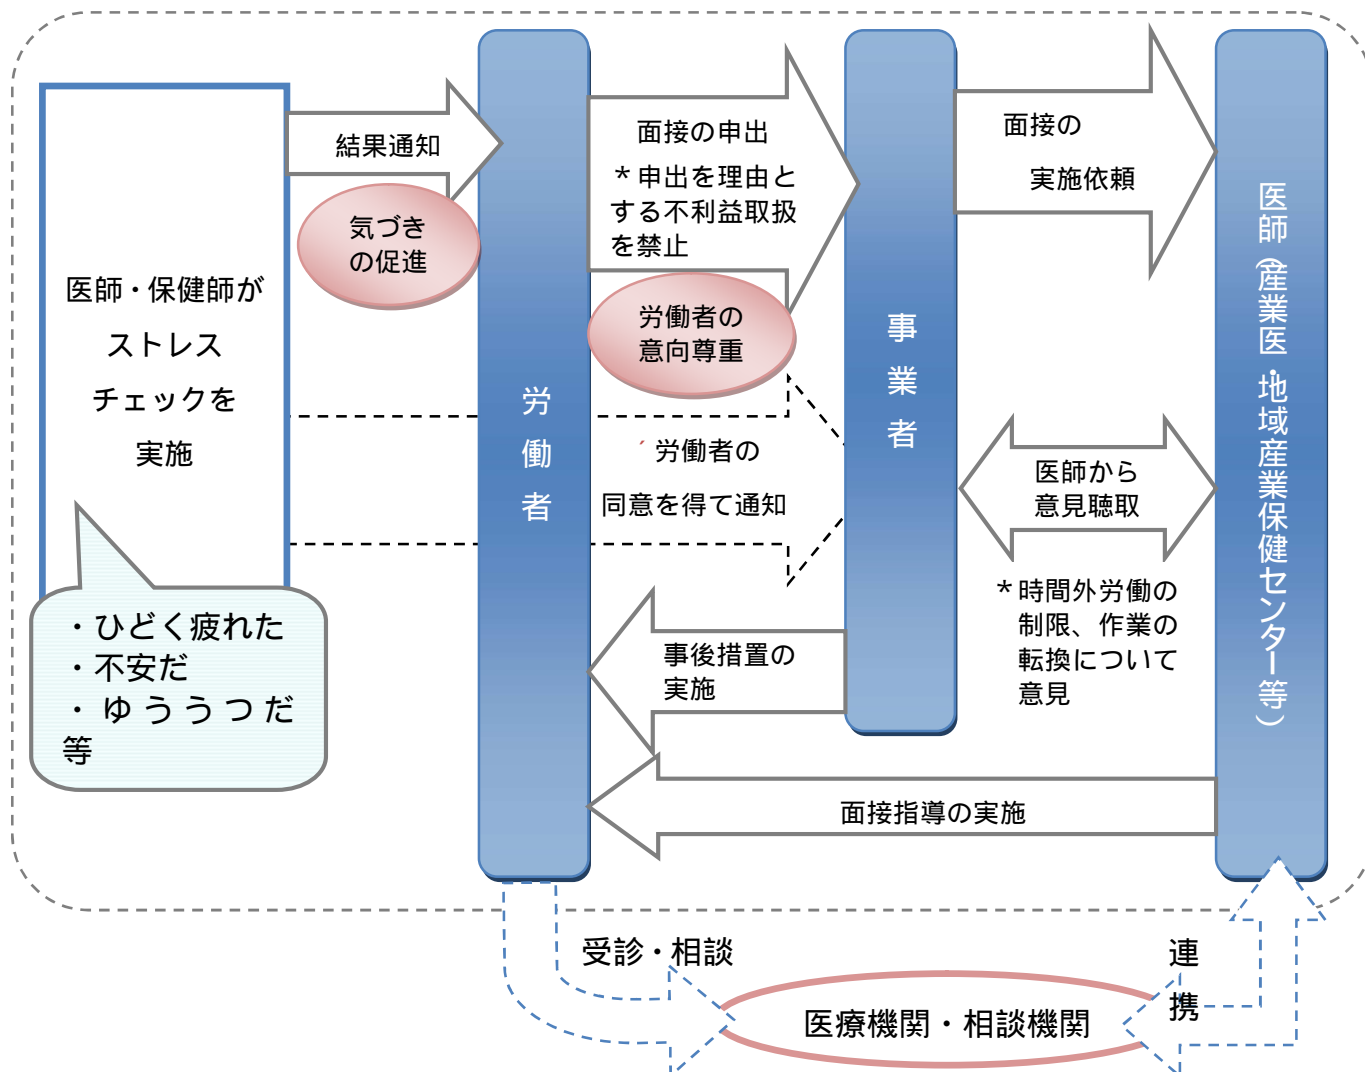 医師・保健師が
ストレス
チェックを
実施
・ひどく疲れた
・不安だ
・ゆううつだ
等
結果通知
気づき
の促進
労働者
面接の申出
*申出を理由と
する不利益取扱
を禁止
労働者の
意向尊重
労働者の
同意を得て通知
事後措置の
実施
事業者
面接の
実施依頼
医師から
意見聴取
*時間外労働の
制限、作業の
転換について
意見
面接指導の実施
医師(産業医・地域産業保健センター等)
受診・相談
医療機関・相談機関
連携